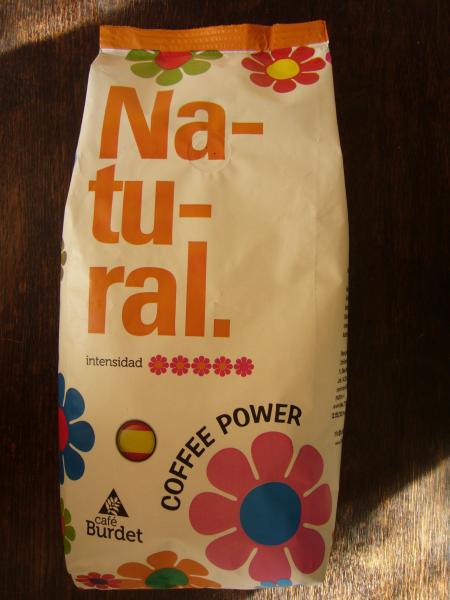 Na-
tu-
ral.
intensidad
COFFEE POWER
café
Burdet